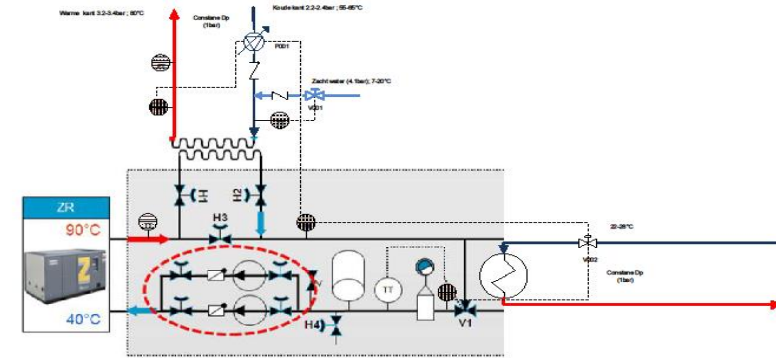 Warme kant 3.2-3.4bar ; 80°C
Constane Dp
(1bar)
Koude kant 2.2-2.4bar ; 55-65°C
P001
Zacht water (4.1bar); 7-20°C
V001
H1
H2
H3
ZR
90°C
40°C
Z
TT
H4
V1
22-28°C
V002
Constane Dp
(1bar)